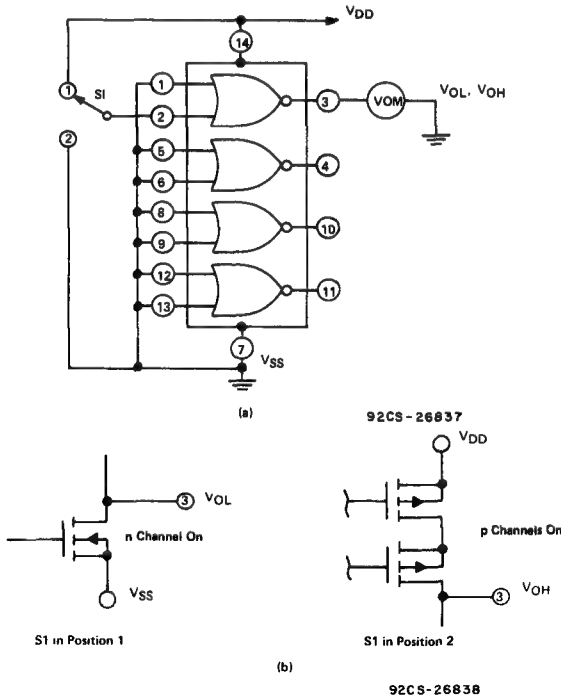 VDD
14
1
SI
1
2
3
VOM
VOL, VOH
2
5
6
4
8
9
10
12
13
11
7
VSS
(a)
92CS-26837
VDD
3
VOL
n Channel On
p Channels On
VSS
3
VOH
S1 in Position 1
S1 in Position 2
(b)
92CS-26838